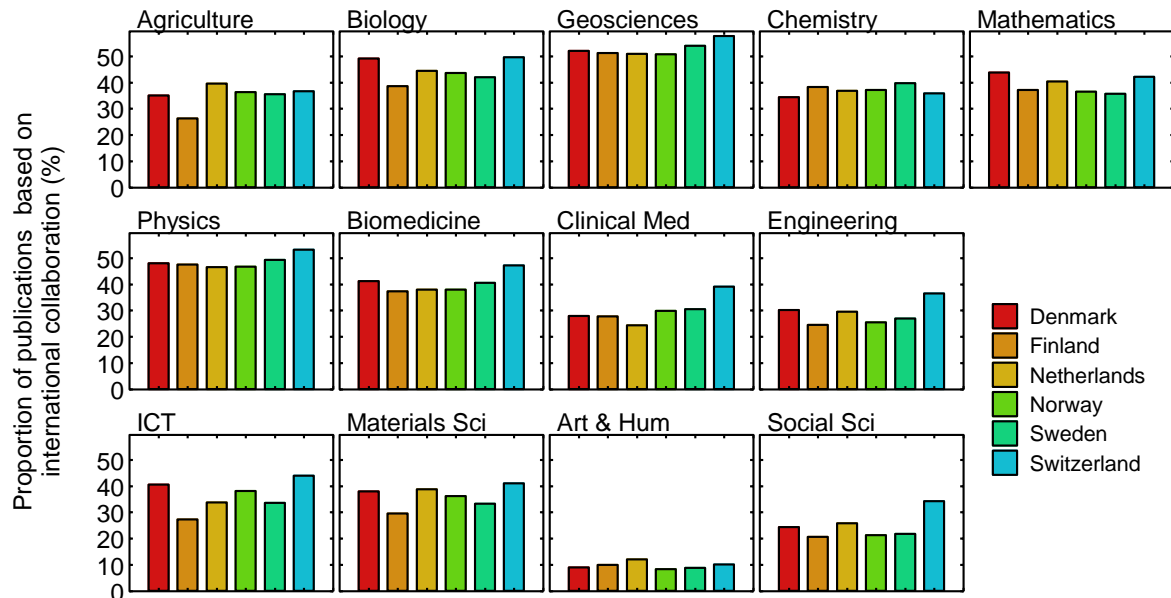 Agriculture Biology Geosciences Chemistry Mathematics
50
40
30
20
10
0
Physics Biomedicine Clinical Med Engineering
50
40
30
20
10
0
ICT Materials Sci Art & Hum Social Sci
50
40
30
20
10
0
Proportion of publications based on
international collaboration (%)
Denmark
Finland
Netherlands
Norway
Sweden
Switzerland